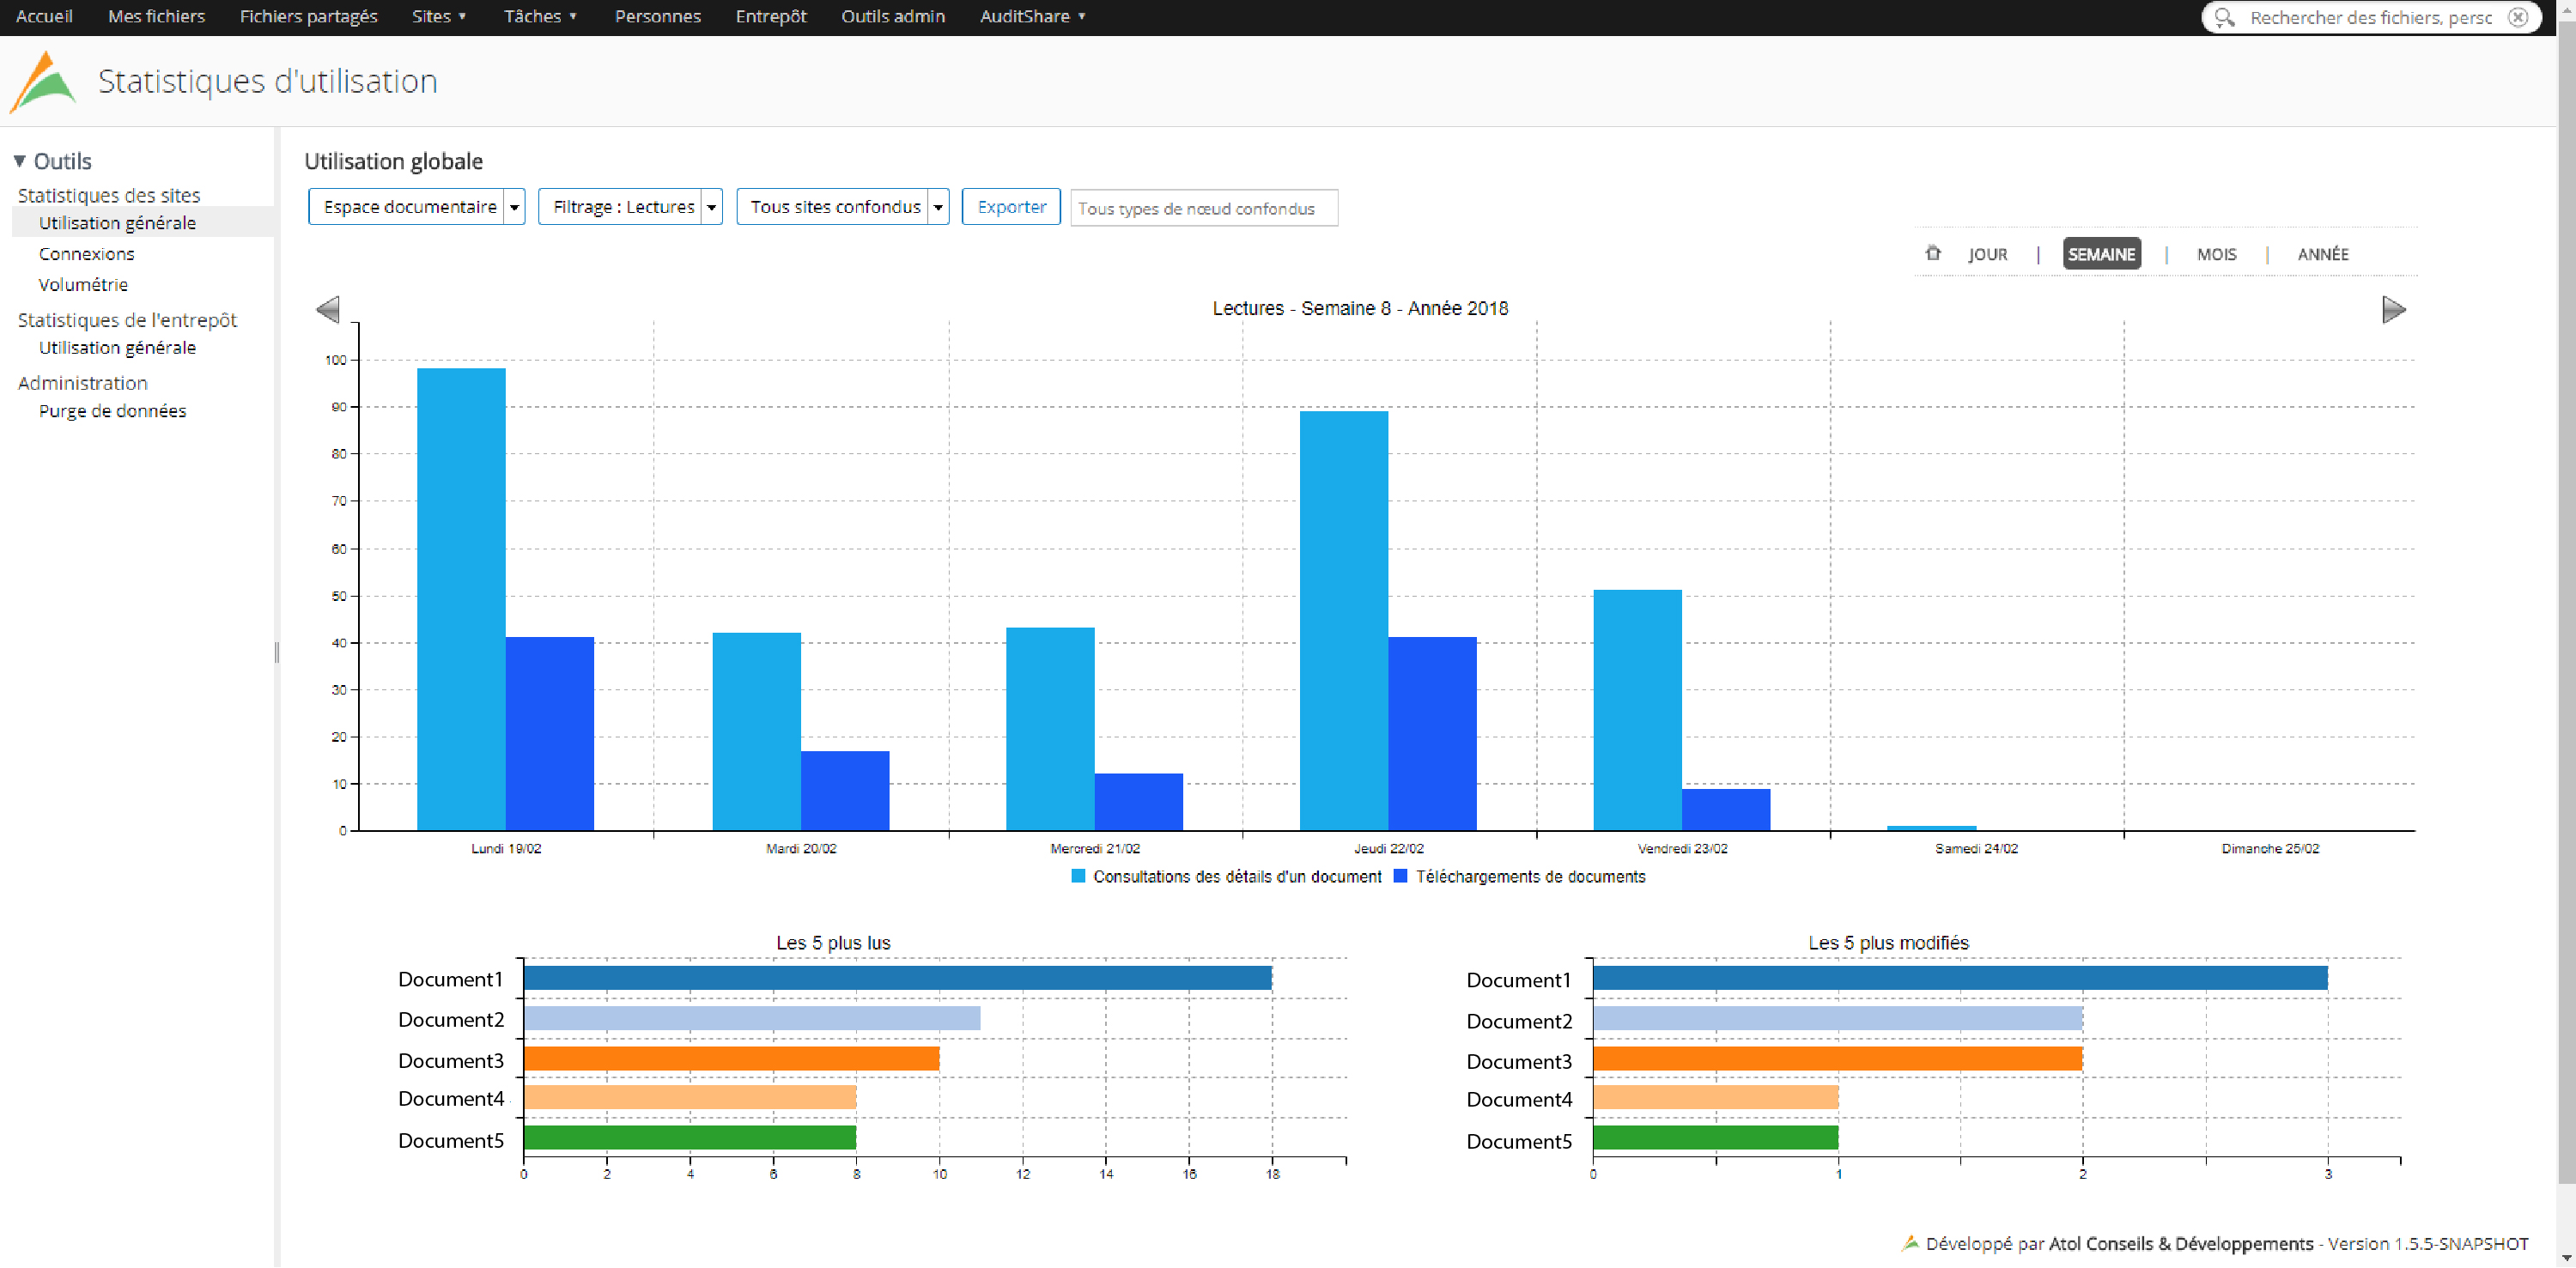 Accueil Mes fichiers Fichiers partagés Sites ▼ Tâches ▼ Personnes Entrepôt Outils admin AuditShare ▼ Rechercher des fichiers, persc
Statistiques d'utilisation
▼ Outils
Statistiques des sites
Utilisation générale
Connexions
Volumétrie
Statistiques de l'entrepôt
Utilisation générale
Administration
Purge de données
Utilisation globale
Espace documentaire Filtrage : Lectures Tous sites confondus Exporter Tous types de nœud confondus
JOUR | SEMAINE | MOIS | ANNÉE
Lectures - Semaine 8 - Année 2018
100
90
80
70
60
50
40
30
20
10
0
Lundi 19/02 Mardi 20/02 Mercredi 21/02 Jeudi 22/02 Vendredi 23/02 Samedi 24/02 Dimanche 25/02
Consultations des détails d'un document Téléchargements de documents
Les 5 plus lus
Document1
Document2
Document3
Document4
Document5
0 2 4 6 8 10 12 14 16 18
Les 5 plus modifiés
Document1
Document2
Document3
Document4
Document5
0 1 2 3
Développé par Atol Conseils & Développements - Version 1.5.5-SNAPSHOT